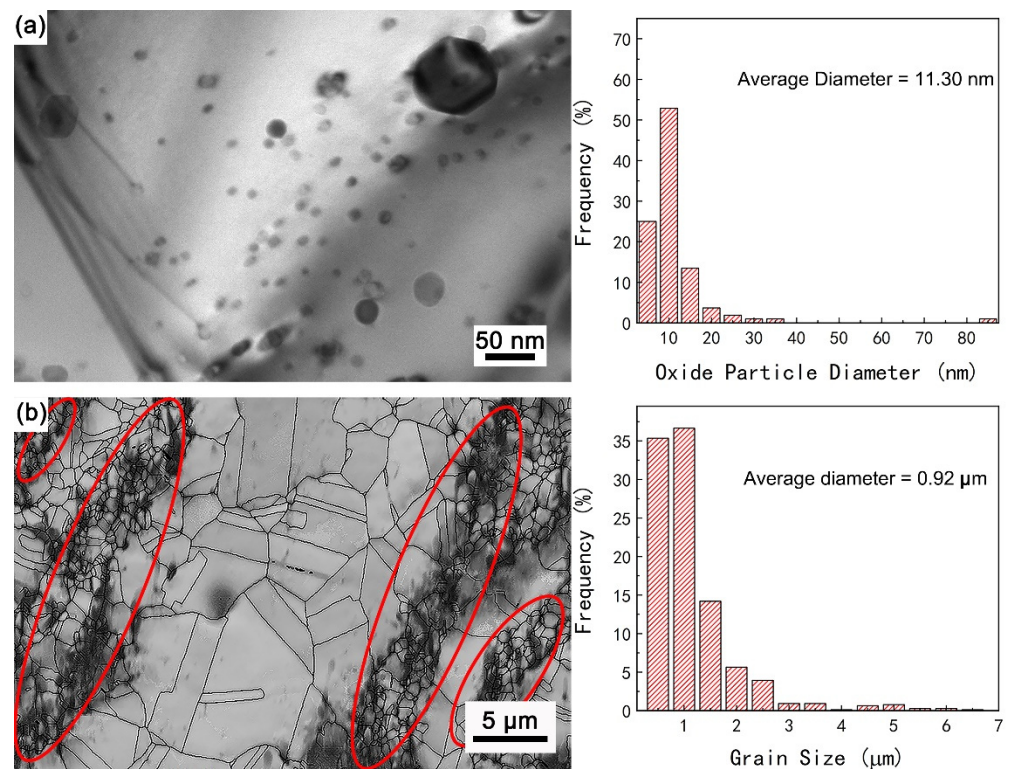 (a)
50 nm
Average Diameter = 11.30 nm
Frequency (%)
70
60
50
40
30
20
10
0
10 20 30 40 50 60 70 80
Oxide Particle Diameter (nm)
(b)
5 µm
Average diameter = 0.92 µm
Frequency (%)
35
30
25
20
15
10
5
0
1 2 3 4 5 6 7
Grain Size (μm)